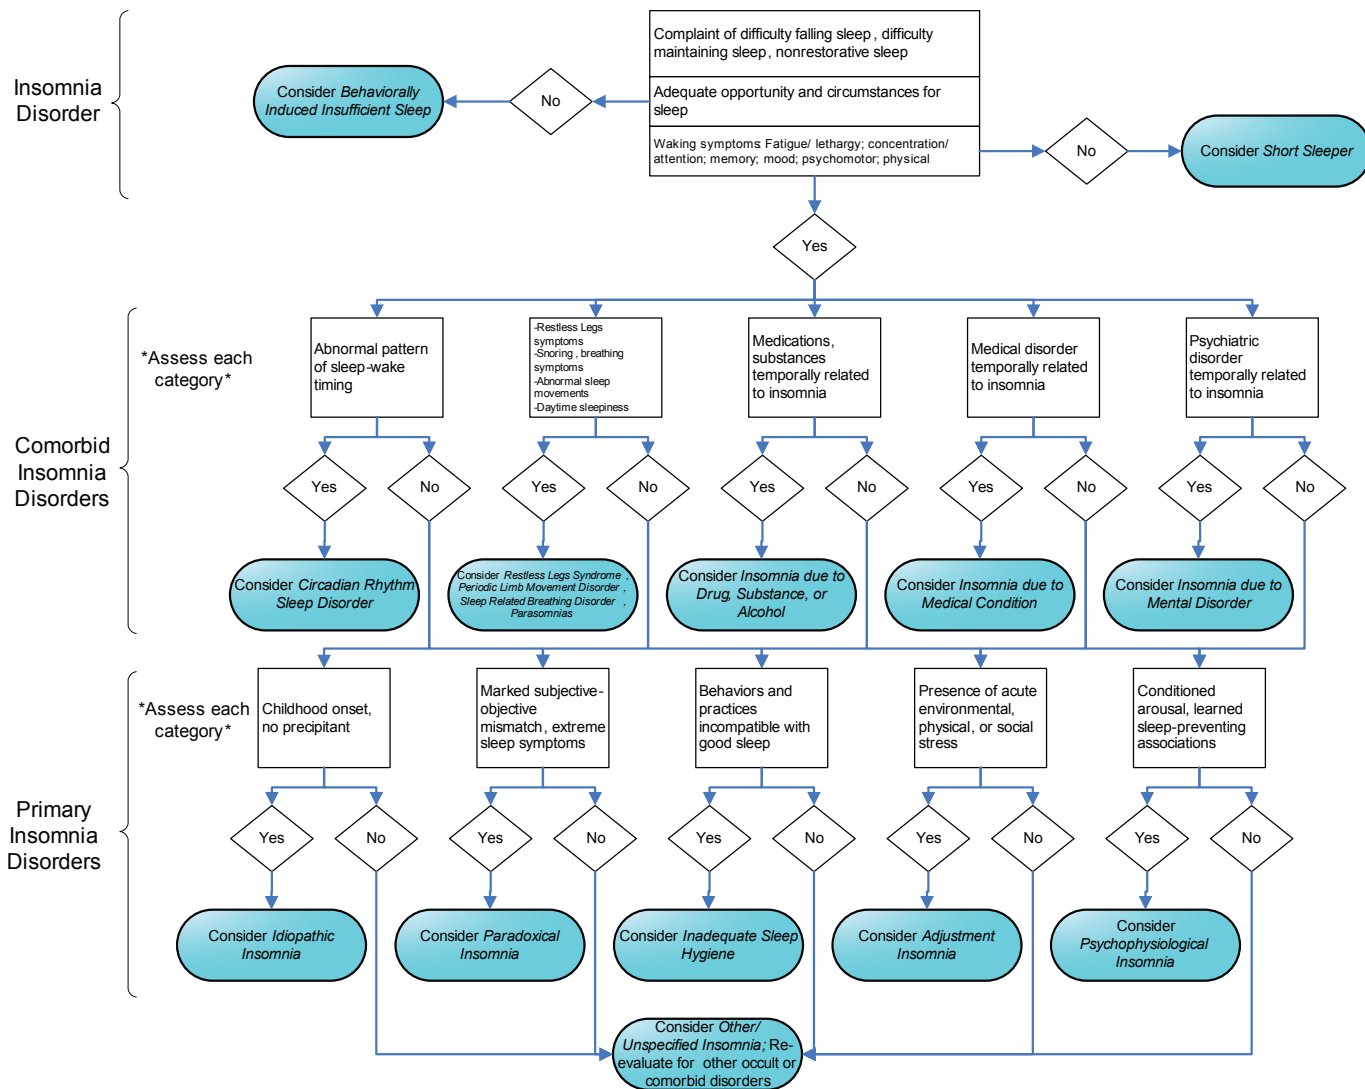 Insomnia
Disorder
Complaint of difficulty falling sleep , difficulty
maintaining sleep , nonrestorative sleep
Adequate opportunity and circumstances for
sleep
Waking symptoms: Fatigue/ lethargy; concentration/
attention; memory; mood; psychomotor; physical
No
Consider Behaviorally
Induced Insufficient Sleep
No
Consider Short Sleeper
Yes
*Assess each
category*
Comorbid
Insomnia
Disorders
Abnormal pattern
of sleep-wake
timing
-Restless Legs
symptoms
-Snoring , breathing
symptoms
-Abnormal sleep
movements
-Daytime sleepiness
Medications,
substances
temporally related
to insomnia
Medical disorder
temporally related
to insomnia
Psychiatric
disorder
temporally related
to insomnia
Yes
No
Yes
No
Yes
No
Yes
No
Yes
No
Consider Circadian Rhythm
Sleep Disorder
Consider Restless Legs Syndrome ,
Periodic Limb Movement Disorder ,
Sleep Related Breathing Disorder ,
Parasomnias
Consider Insomnia due to
Drug, Substance, or
Alcohol
Consider Insomnia due to
Medical Condition
Consider Insomnia due to
Mental Disorder
*Assess each
category*
Primary
Insomnia
Disorders
Childhood onset,
no precipitant
Marked subjective-
objective
mismatch, extreme
sleep symptoms
Behaviors and
practices
incompatible with
good sleep
Presence of acute
environmental,
physical, or social
stress
Conditioned
arousal, learned
sleep-preventing
associations
Yes
No
Yes
No
Yes
No
Yes
No
Yes
No
Consider Idiopathic
Insomnia
Consider Paradoxical
Insomnia
Consider Inadequate Sleep
Hygiene
Consider Adjustment
Insomnia
Consider
Psychophysiological
Insomnia
Consider Other/
Unspecified Insomnia; Re-
evaluate for other occult or
comorbid disorders